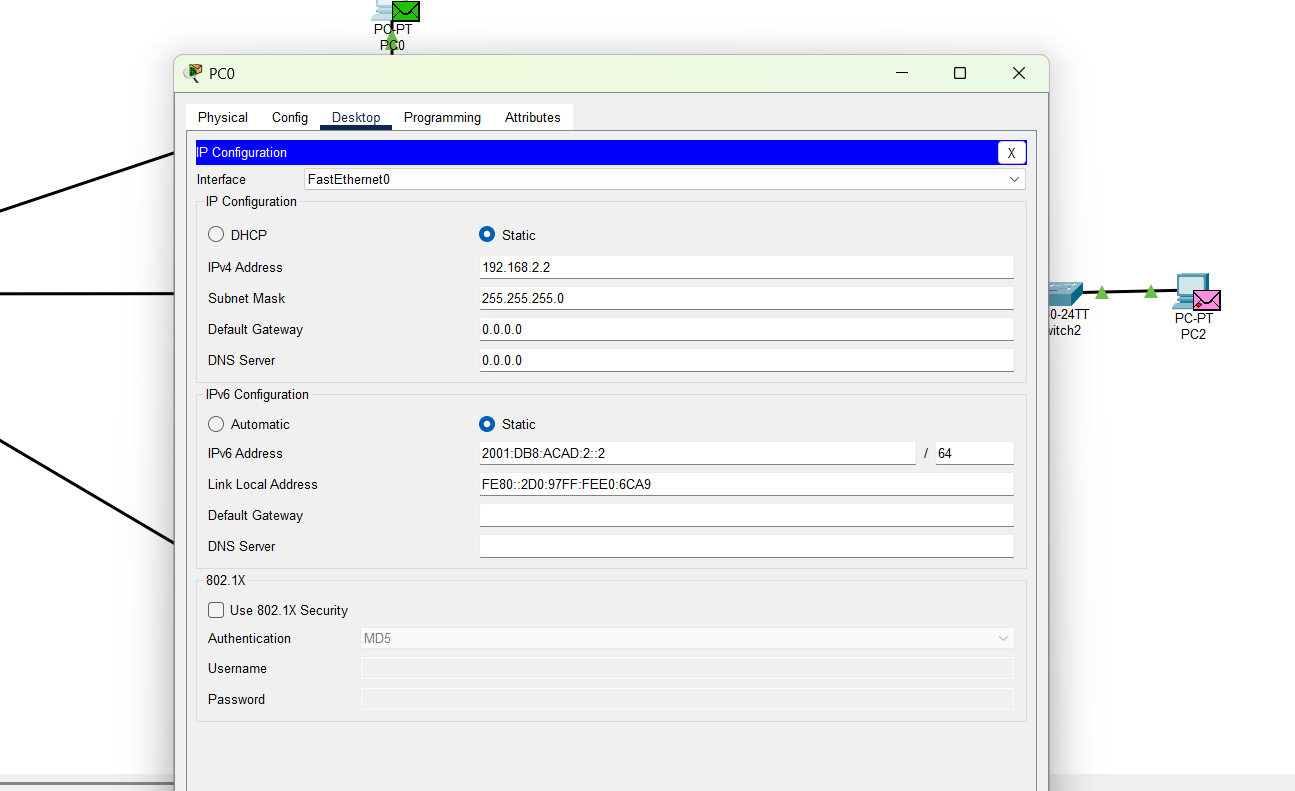 PC-PT
PC0
PC0
Physical Config Desktop Programming Attributes
IP Configuration X
Interface FastEthernet0
IP Configuration
DHCP Static
IPv4 Address 192.168.2.2
Subnet Mask 255.255.255.0
Default Gateway 0.0.0.0
DNS Server 0.0.0.0
IPv6 Configuration
Automatic Static
IPv6 Address 2001:DB8:ACAD:2::2 / 64
Link Local Address FE80::2D0:97FF:FEE0:6CA9
Default Gateway
DNS Server
802.1X
Use 802.1X Security
Authentication MD5
Username
Password
0-24TT
witch2
PC-PT
PC2